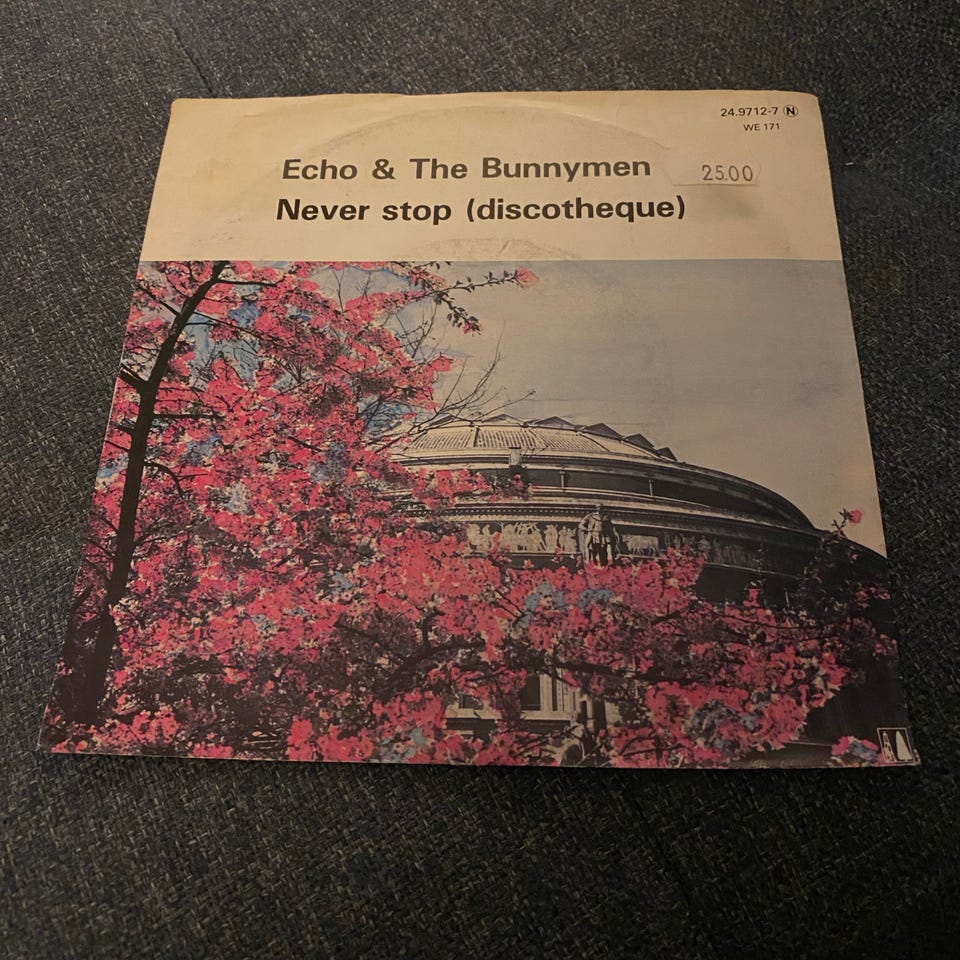 24.9712-7 N
WE 171
Echo & The Bunnymen
25.00
Never stop (discotheque)